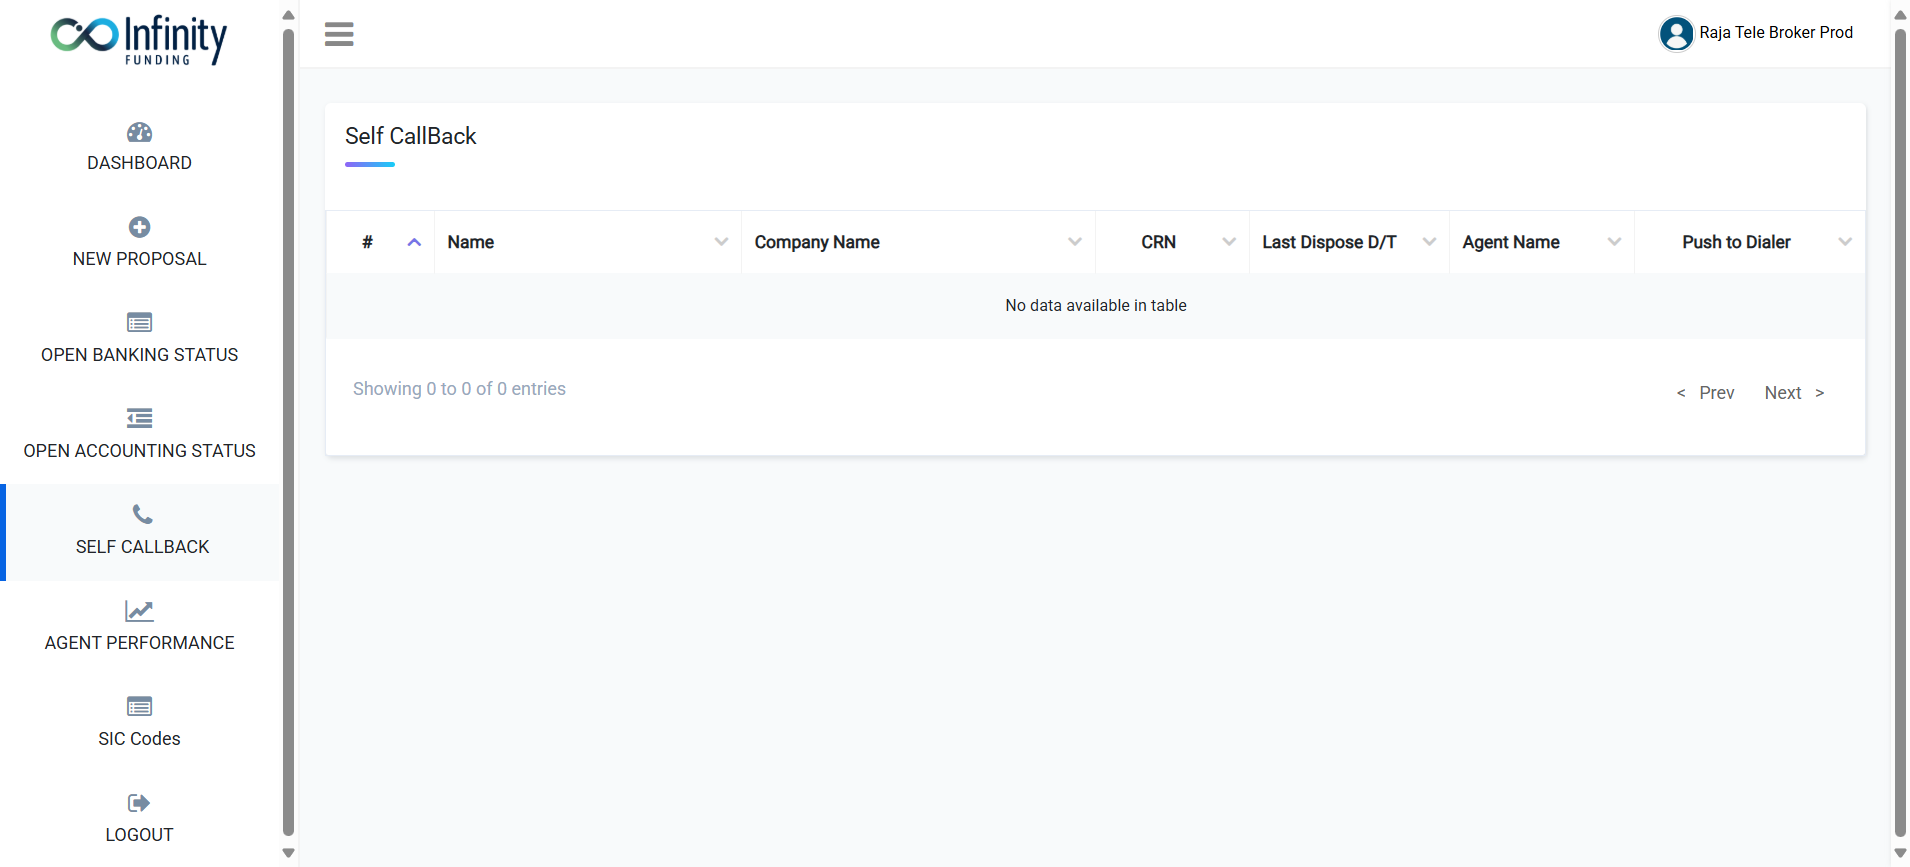 Infinity
FUNDING
Raja Tele Broker Prod
DASHBOARD
NEW PROPOSAL
OPEN BANKING STATUS
OPEN ACCOUNTING STATUS
SELF CALLBACK
AGENT PERFORMANCE
SIC Codes
LOGOUT
Self CallBack
# Name Company Name CRN Last Dispose D/T Agent Name Push to Dialer
No data available in table
Showing 0 to 0 of 0 entries
< Prev Next >